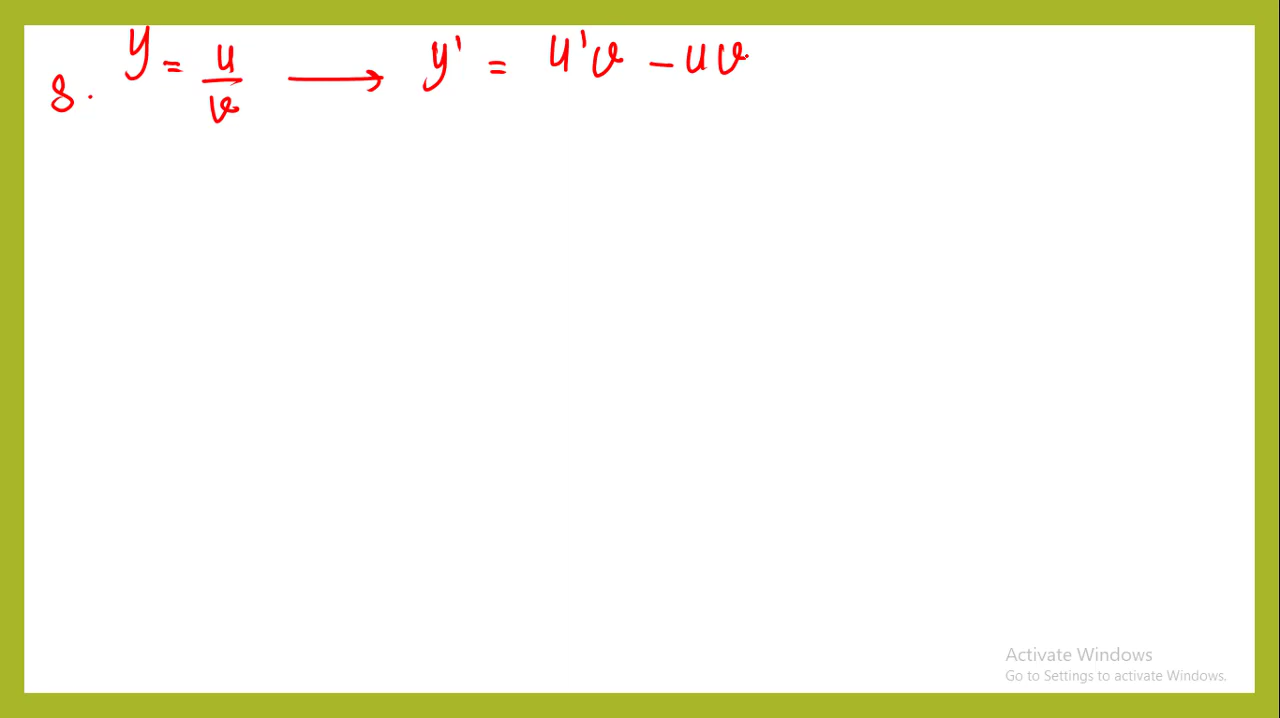 8. y = u/v ⟶ y' = u'v - uv
Activate Windows
Go to Settings to activate Windows.